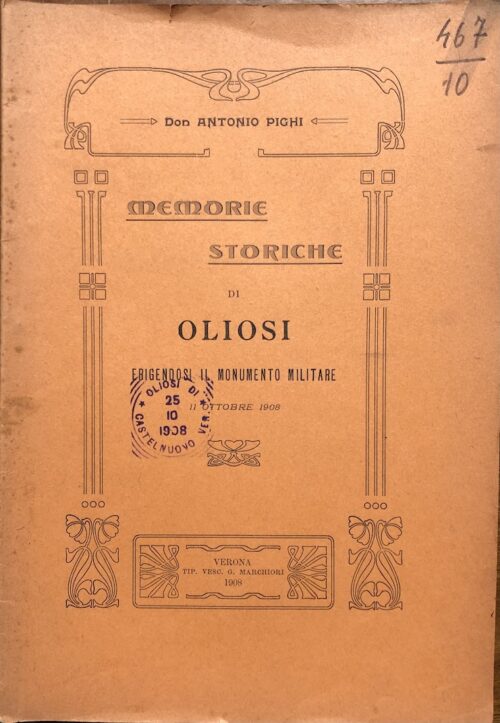 467
10
Don ANTONIO PIGHI
MEMORIE
STORICHE
DI
OLIOSI
ERIGENDOSI IL MONUMENTO MILITARE
11 OTTOBRE 1908
OLIOSI DI
25
10
1908
CASTELNUOVO VER.
VERONA
TIP. VESC. G. MARCHIORI
1908